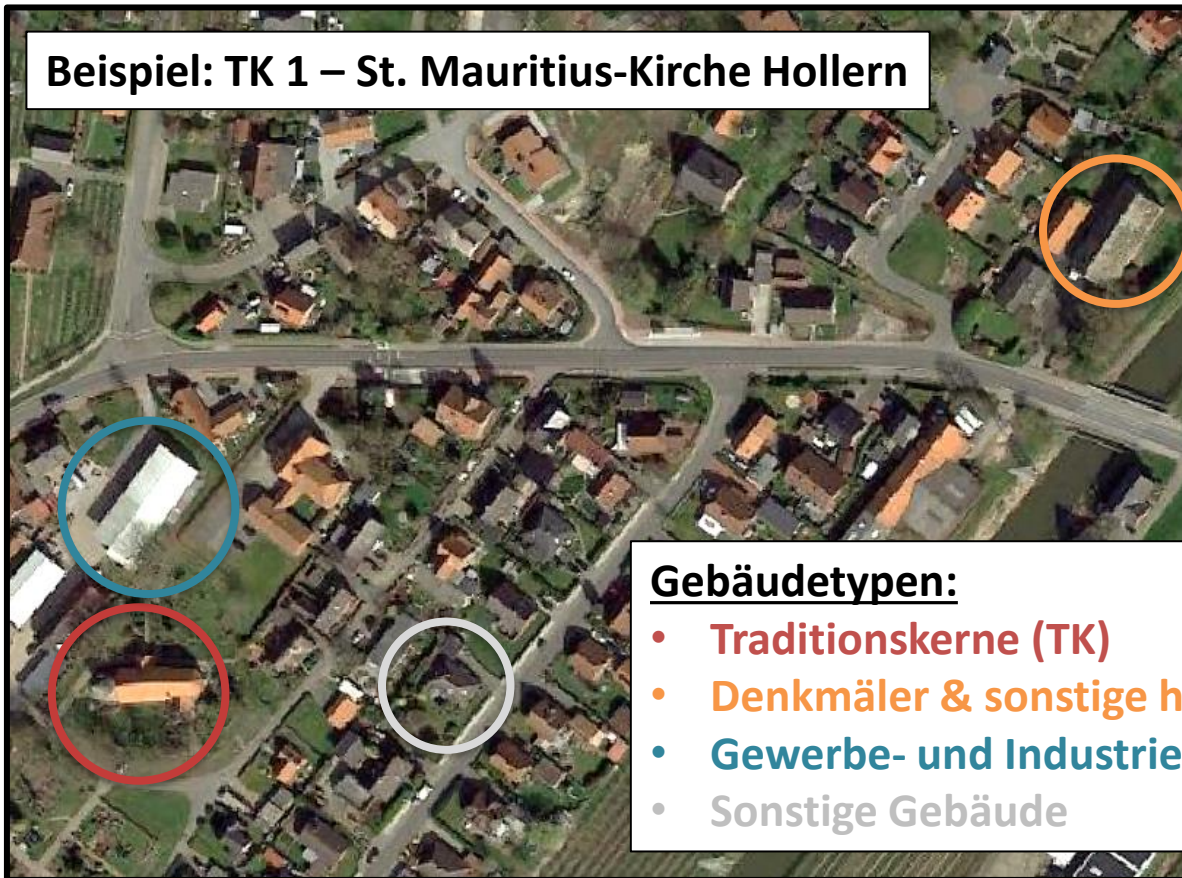 Beispiel: TK 1 – St. Mauritius-Kirche Hollern
Gebäudetypen:
• Traditionskerne (TK)
• Denkmäler & sonstige h
• Gewerbe- und Industrie
• Sonstige Gebäude